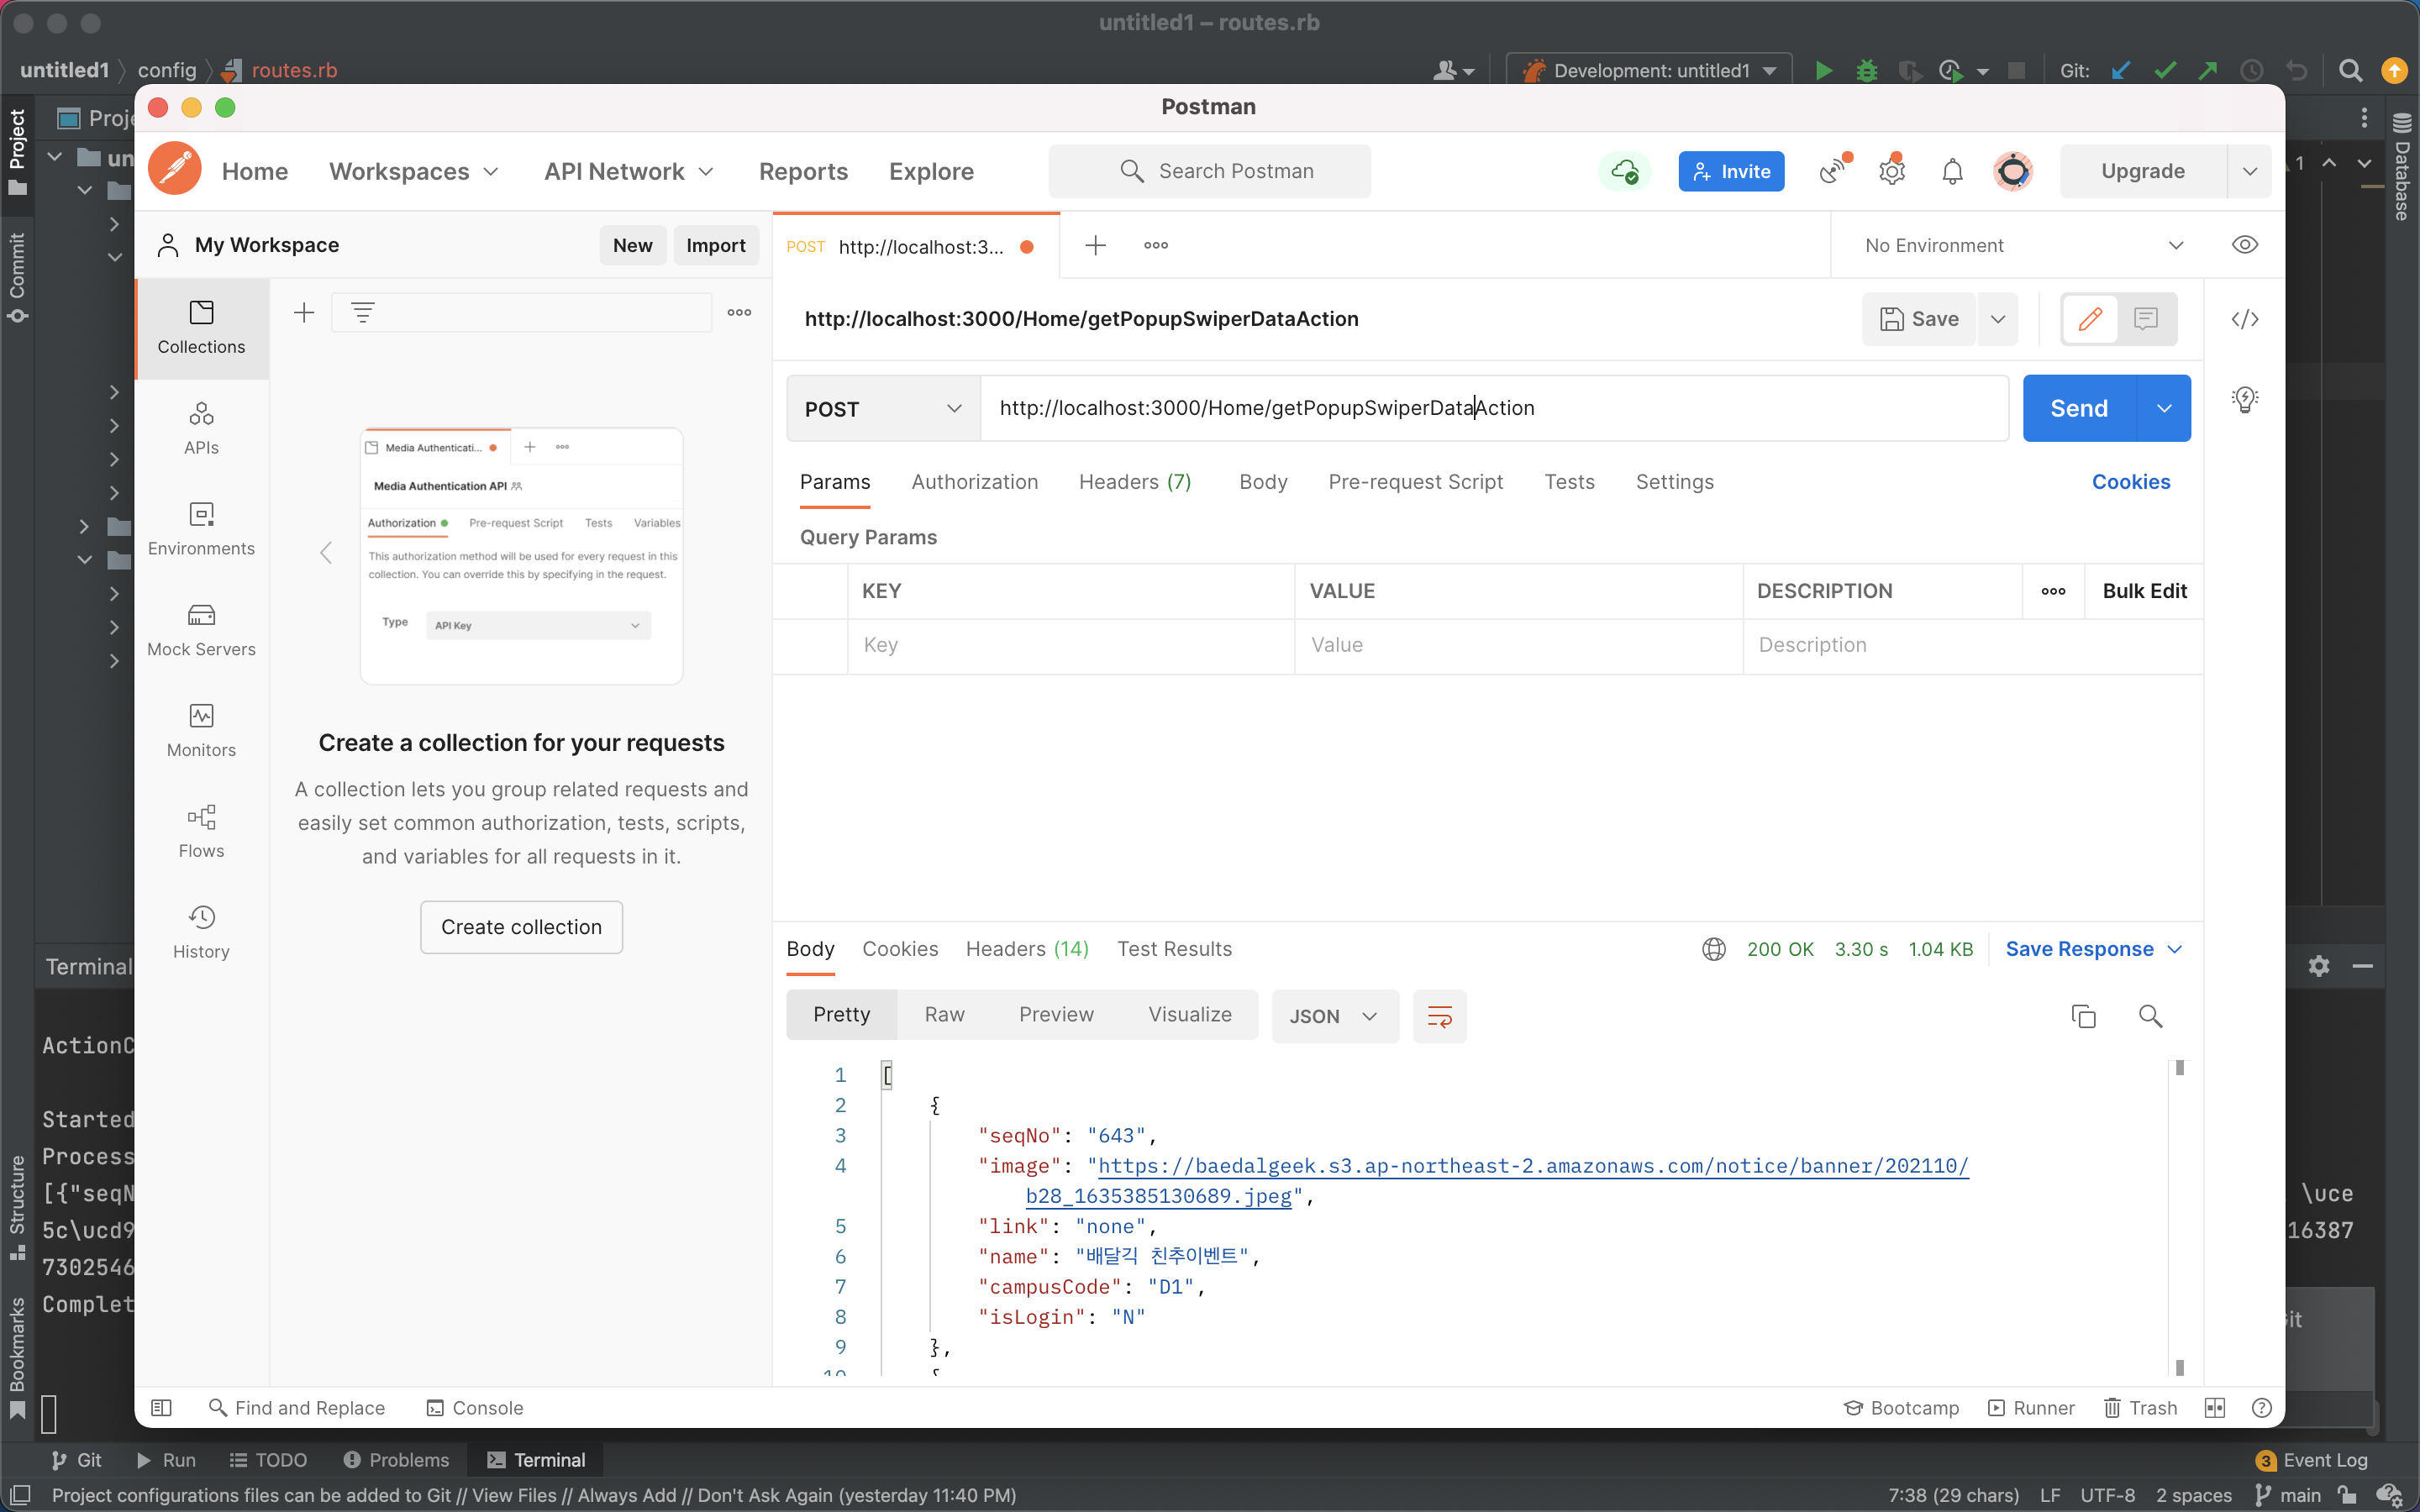 untitled1 – routes.rb
untitled1 config routes.rb
Development: untitled1 Git:
Project
Commit
Structure
Bookmarks
Database
1
Postman
Home Workspaces API Network Reports Explore
Search Postman
Invite Upgrade
My Workspace New Import
POST http://localhost:3...
No Environment
Collections
APIs
Environments
Mock Servers
Monitors
Flows
History
Media Authenticati...
Media Authentication API
Authorization Pre-request Script Tests Variables
This authorization method will be used for every request in this
collection. You can override this by specifying in the request.
Type API Key
Create a collection for your requests
A collection lets you group related requests and
easily set common authorization, tests, scripts,
and variables for all requests in it.
Create collection
http://localhost:3000/Home/getPopupSwiperDataAction
Save
POST http://localhost:3000/Home/getPopupSwiperDataAction Send
Params Authorization Headers (7) Body Pre-request Script Tests Settings Cookies
Query Params
KEY VALUE DESCRIPTION Bulk Edit
Key Value Description
Body Cookies Headers (14) Test Results 200 OK 3.30 s 1.04 KB Save Response
Pretty Raw Preview Visualize JSON
1 [
2 {
3 "seqNo": "643",
4 "image": "https://baedalgeek.s3.ap-northeast-2.amazonaws.com/notice/banner/202110/
b28_1635385130689.jpeg",
5 "link": "none",
6 "name": "배달긱 친추이벤트",
7 "campusCode": "D1",
8 "isLogin": "N"
9 },
Find and Replace Console
Bootcamp Runner Trash
Terminal
ActionC
Started
Process
[{"seqN \uce
5c\ucd9 16387
7302546
Complet
Git Run TODO Problems Terminal 3 Event Log
Project configurations files can be added to Git // View Files // Always Add // Don't Ask Again (yesterday 11:40 PM)
7:38 (29 chars) LF UTF-8 2 spaces main